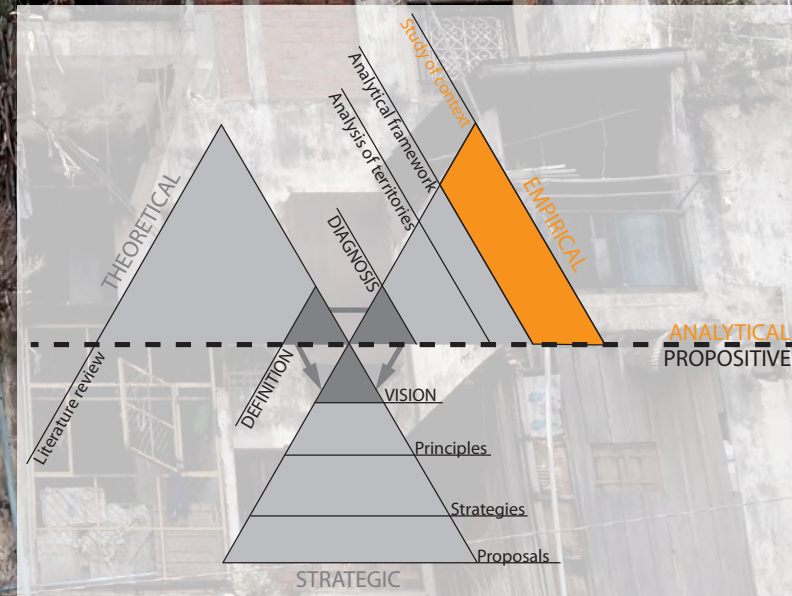 Study of context
Analytical framework
Analysis of territories
THEORETICAL
EMPIRICAL
DIAGNOSIS
ANALYTICAL
PROPOSITIVE
Literature review
DEFINITION
VISION
Principles
Strategies
Proposals
STRATEGIC